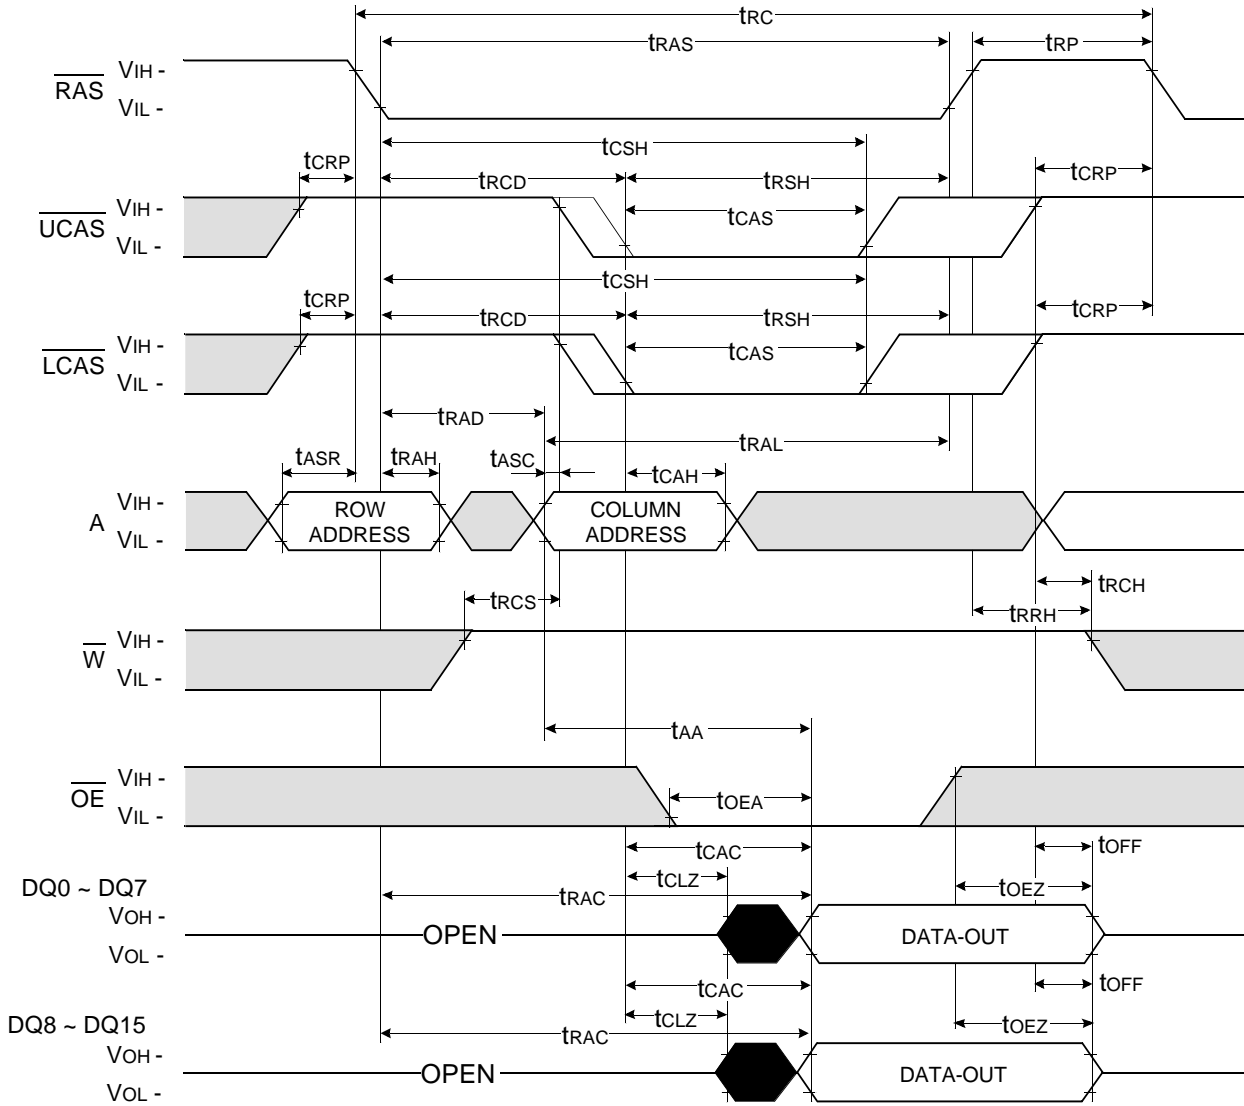 tRC
tRAS
tRP
RAS
VIH -
VIL -
tCSH
tCRP
tRCD
tRSH
tCRP
UCAS
VIH -
VIL -
tCAS
tCSH
tCRP
tRCD
tRSH
tCRP
LCAS
VIH -
VIL -
tCAS
tRAD
tRAL
tASR
tRAH
tASC
tCAH
A
VIH -
VIL -
ROW
ADDRESS
COLUMN
ADDRESS
tRCS
tRCH
tRRH
W
VIH -
VIL -
tAA
OE
VIH -
VIL -
tOEA
tCAC
tOFF
DQ0 ~ DQ7
tCLZ
tOEZ
tRAC
VOH -
VOL -
OPEN
DATA-OUT
tCAC
tOFF
DQ8 ~ DQ15
tCLZ
tOEZ
tRAC
VOH -
VOL -
OPEN
DATA-OUT